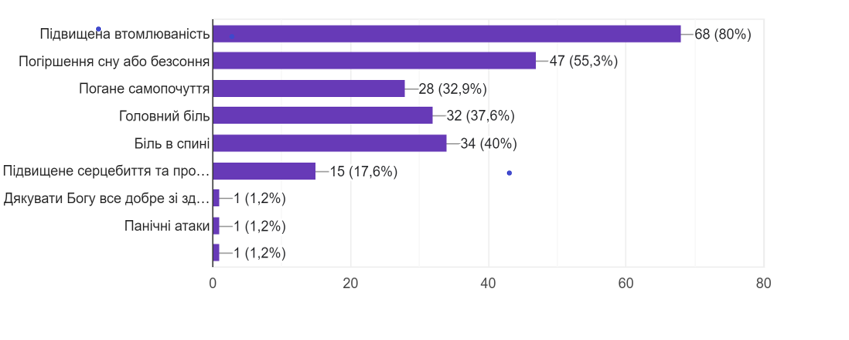 Підвищена втомлюваність 68 (80%)
Погіршення сну або безсоння 47 (55,3%)
Погане самопочуття 28 (32,9%)
Головний біль 32 (37,6%)
Біль в спині 34 (40%)
Підвищене серцебиття та про… 15 (17,6%)
Дякувати Богу все добре зі зд… 1 (1,2%)
Панічні атаки 1 (1,2%)
1 (1,2%)
0 20 40 60 80